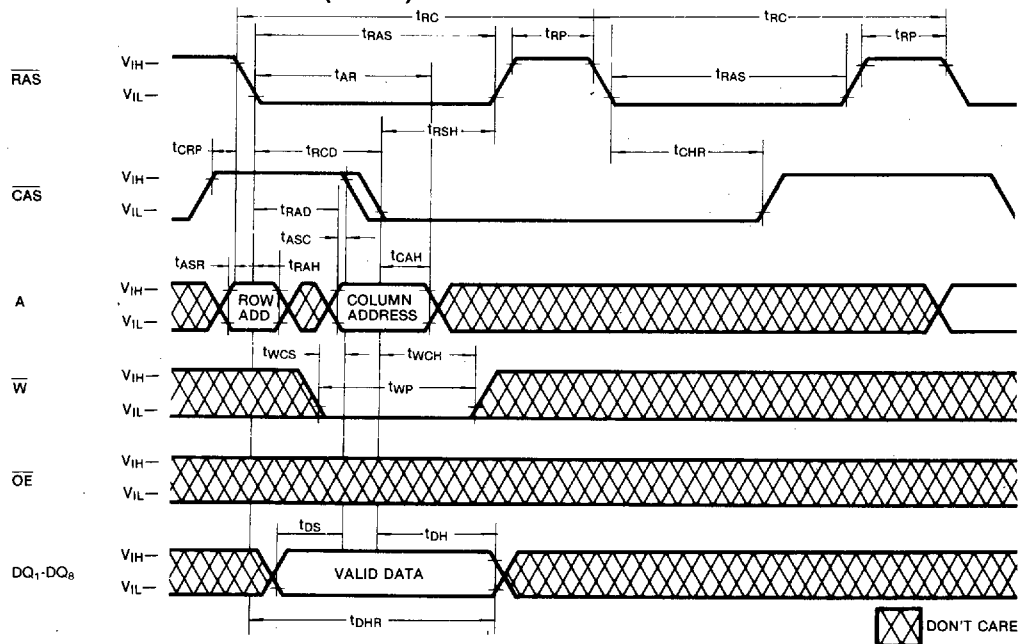 tRC tRC
tRAS tRP tRP
RAS VIH— tAR tRAS
VIL—
tRSH
tCRP tRCD tCHR
CAS VIH—
VIL— tRAD
tASC
tASR tRAH tCAH
A VIH— ROW ADD COLUMN ADDRESS
VIL—
tWCS tWCH
W VIH— tWP
VIL—
OE VIH—
VIL—
tDS tDH
DQ1-DQ8 VIH— VALID DATA
VIL—
tDHR
DON'T CARE